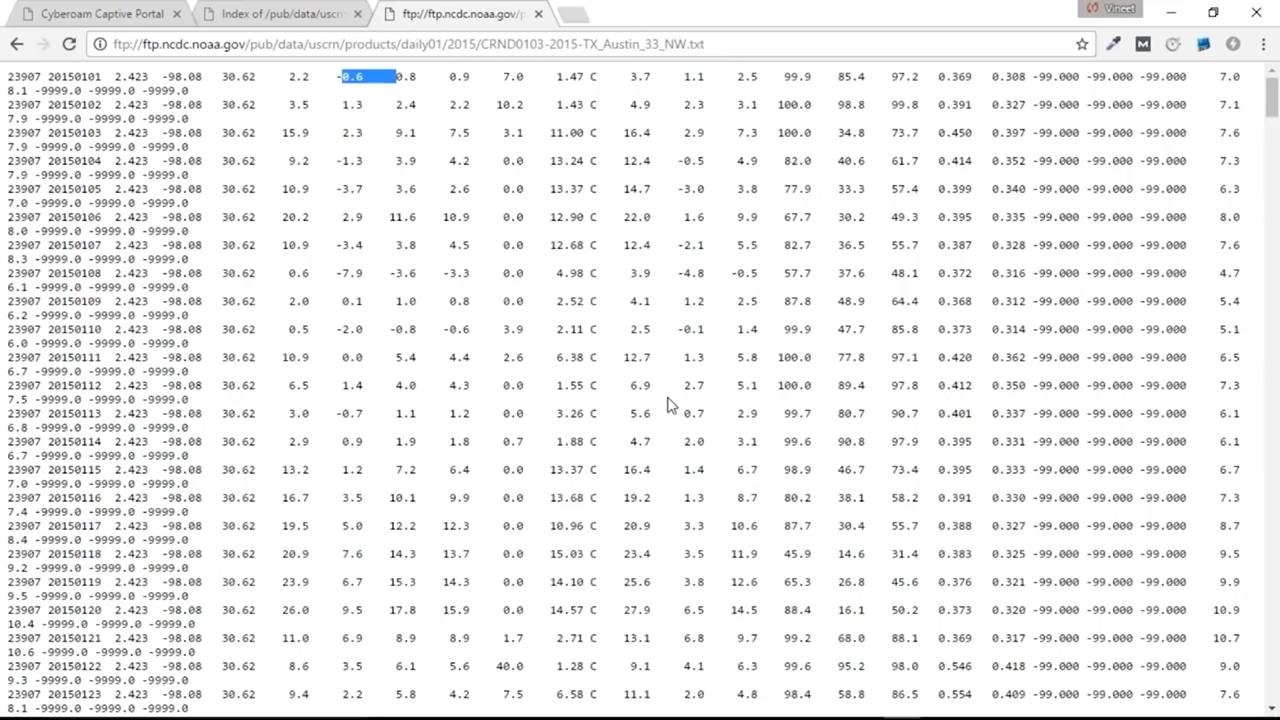 Cyberoam Captive Portal
Index of /pub/data/uscrn
ftp://ftp.ncdc.noaa.gov/p
Vineet
ftp://ftp.ncdc.noaa.gov/pub/data/uscrn/products/daily01/2015/CRND0103-2015-TX_Austin_33_NW.txt
23907 20150101 2.423 -98.08 30.62 2.2 -0.6 0.8 0.9 7.0 1.47 C 3.7 1.1 2.5 99.9 85.4 97.2 0.369 0.308 -99.000 -99.000 -99.000 7.0
8.1 -9999.0 -9999.0 -9999.0
23907 20150102 2.423 -98.08 30.62 3.5 1.3 2.4 2.2 10.2 1.43 C 4.9 2.3 3.1 100.0 98.8 99.8 0.391 0.327 -99.000 -99.000 -99.000 7.1
7.9 -9999.0 -9999.0 -9999.0
23907 20150103 2.423 -98.08 30.62 15.9 2.3 9.1 7.5 3.1 11.00 C 16.4 2.9 7.3 100.0 34.8 73.7 0.450 0.397 -99.000 -99.000 -99.000 7.6
7.9 -9999.0 -9999.0 -9999.0
23907 20150104 2.423 -98.08 30.62 9.2 -1.3 3.9 4.2 0.0 13.24 C 12.4 -0.5 4.9 82.0 40.6 61.7 0.414 0.352 -99.000 -99.000 -99.000 7.3
7.9 -9999.0 -9999.0 -9999.0
23907 20150105 2.423 -98.08 30.62 10.9 -3.7 3.6 2.6 0.0 13.37 C 14.7 -3.0 3.8 77.9 33.3 57.4 0.399 0.340 -99.000 -99.000 -99.000 6.3
7.0 -9999.0 -9999.0 -9999.0
23907 20150106 2.423 -98.08 30.62 20.2 2.9 11.6 10.9 0.0 12.90 C 22.0 1.6 9.9 67.7 30.2 49.3 0.395 0.335 -99.000 -99.000 -99.000 8.0
8.0 -9999.0 -9999.0 -9999.0
23907 20150107 2.423 -98.08 30.62 10.9 -3.4 3.8 4.5 0.0 12.68 C 12.4 -2.1 5.5 82.7 36.5 55.7 0.387 0.328 -99.000 -99.000 -99.000 7.6
8.3 -9999.0 -9999.0 -9999.0
23907 20150108 2.423 -98.08 30.62 0.6 -7.9 -3.6 -3.3 0.0 4.98 C 3.9 -4.8 -0.5 57.7 37.6 48.1 0.372 0.316 -99.000 -99.000 -99.000 4.7
6.1 -9999.0 -9999.0 -9999.0
23907 20150109 2.423 -98.08 30.62 2.0 0.1 1.0 0.8 0.0 2.52 C 4.1 1.2 2.5 87.8 48.9 64.4 0.368 0.312 -99.000 -99.000 -99.000 5.4
6.2 -9999.0 -9999.0 -9999.0
23907 20150110 2.423 -98.08 30.62 0.5 -2.0 -0.8 -0.6 3.9 2.11 C 2.5 -0.1 1.4 99.9 47.7 85.8 0.373 0.314 -99.000 -99.000 -99.000 5.1
6.0 -9999.0 -9999.0 -9999.0
23907 20150111 2.423 -98.08 30.62 10.9 0.0 5.4 4.4 2.6 6.38 C 12.7 1.3 5.8 100.0 77.8 97.1 0.420 0.362 -99.000 -99.000 -99.000 6.5
6.7 -9999.0 -9999.0 -9999.0
23907 20150112 2.423 -98.08 30.62 6.5 1.4 4.0 4.3 0.0 1.55 C 6.9 2.7 5.1 100.0 89.4 97.8 0.412 0.350 -99.000 -99.000 -99.000 7.3
7.5 -9999.0 -9999.0 -9999.0
23907 20150113 2.423 -98.08 30.62 3.0 -0.7 1.1 1.2 0.0 3.26 C 5.6 0.7 2.9 99.7 80.7 90.7 0.401 0.337 -99.000 -99.000 -99.000 6.1
6.8 -9999.0 -9999.0 -9999.0
23907 20150114 2.423 -98.08 30.62 2.9 0.9 1.9 1.8 0.7 1.88 C 4.7 2.0 3.1 99.6 90.8 97.9 0.395 0.331 -99.000 -99.000 -99.000 6.1
6.7 -9999.0 -9999.0 -9999.0
23907 20150115 2.423 -98.08 30.62 13.2 1.2 7.2 6.4 0.0 13.37 C 16.4 1.4 6.7 98.9 46.7 73.4 0.395 0.333 -99.000 -99.000 -99.000 6.7
7.0 -9999.0 -9999.0 -9999.0
23907 20150116 2.423 -98.08 30.62 16.7 3.5 10.1 9.9 0.0 13.68 C 19.2 1.3 8.7 80.2 38.1 58.2 0.391 0.330 -99.000 -99.000 -99.000 7.3
7.4 -9999.0 -9999.0 -9999.0
23907 20150117 2.423 -98.08 30.62 19.5 5.0 12.2 12.3 0.0 10.96 C 20.9 3.3 10.6 87.7 30.4 55.7 0.388 0.327 -99.000 -99.000 -99.000 8.7
8.4 -9999.0 -9999.0 -9999.0
23907 20150118 2.423 -98.08 30.62 20.9 7.6 14.3 13.7 0.0 15.03 C 23.4 3.5 11.9 45.9 14.6 31.4 0.383 0.325 -99.000 -99.000 -99.000 9.5
9.2 -9999.0 -9999.0 -9999.0
23907 20150119 2.423 -98.08 30.62 23.9 6.7 15.3 14.3 0.0 14.10 C 25.6 3.8 12.6 65.3 26.8 45.6 0.376 0.321 -99.000 -99.000 -99.000 9.9
9.5 -9999.0 -9999.0 -9999.0
23907 20150120 2.423 -98.08 30.62 26.0 9.5 17.8 15.9 0.0 14.57 C 27.9 6.5 14.5 88.4 16.1 50.2 0.373 0.320 -99.000 -99.000 -99.000 10.9
10.4 -9999.0 -9999.0 -9999.0
23907 20150121 2.423 -98.08 30.62 11.0 6.9 8.9 8.9 1.7 2.71 C 13.1 6.8 9.7 99.2 68.0 88.1 0.369 0.317 -99.000 -99.000 -99.000 10.7
10.6 -9999.0 -9999.0 -9999.0
23907 20150122 2.423 -98.08 30.62 8.6 3.5 6.1 5.6 40.0 1.28 C 9.1 4.1 6.3 99.6 95.2 98.0 0.546 0.418 -99.000 -99.000 -99.000 9.0
9.3 -9999.0 -9999.0 -9999.0
23907 20150123 2.423 -98.08 30.62 9.4 2.2 5.8 4.2 7.5 6.58 C 11.1 2.0 4.8 98.4 58.8 86.5 0.554 0.409 -99.000 -99.000 -99.000 7.6
8.1 -9999.0 -9999.0 -9999.0